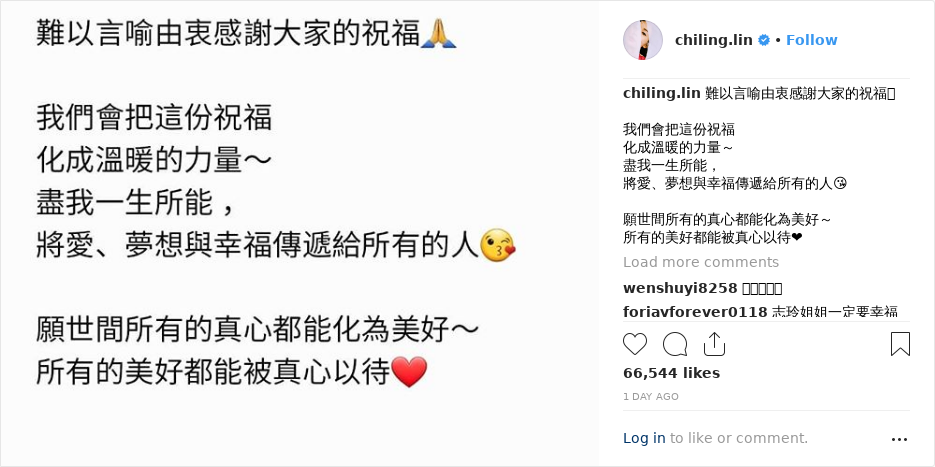 難以言喻由衷感謝大家的祝福🙏
我們會把這份祝福
化成溫暖的力量～
盡我一生所能，
將愛、夢想與幸福傳遞給所有的人😘
願世間所有的真心都能化為美好～
所有的美好都能被真心以待❤️
chiling.lin • Follow
chiling.lin 難以言喻由衷感謝大家的祝福
我們會把這份祝福
化成溫暖的力量～
盡我一生所能，
將愛、夢想與幸福傳遞給所有的人😘
願世間所有的真心都能化為美好～
所有的美好都能被真心以待❤
Load more comments
wenshuyi8258
foriavforever0118 志玲姐姐一定要幸福
66,544 likes
1 DAY AGO
Log in to like or comment.